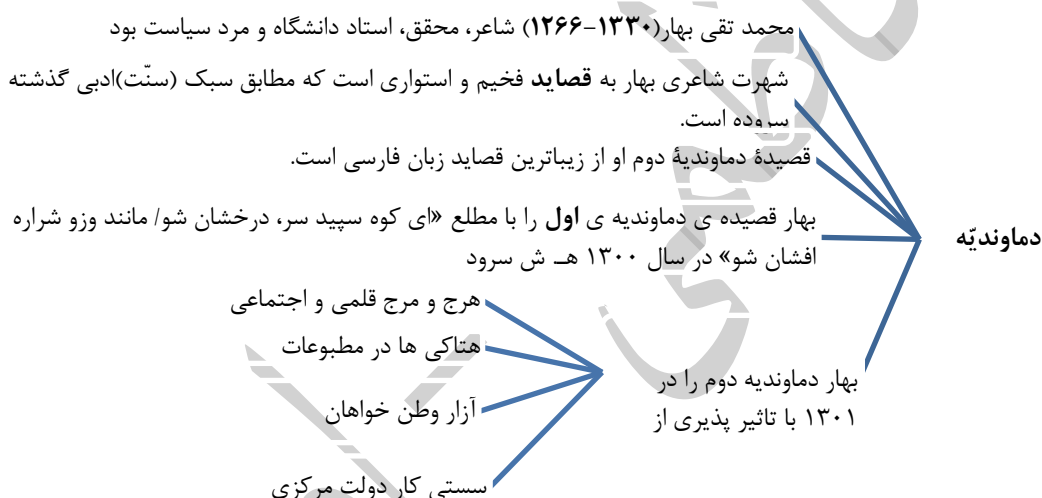 محمد تقی بهار(۱۳۳۰-۱۲۶۶) شاعر، محقق، استاد دانشگاه و مرد سیاست بود
شهرت شاعری بهار به قصاید فخیم و استواری است که مطابق سبک (سنّت)ادبی گذشته
سروده است.
قصیدۀ دماوندیۀ دوم او از زیباترین قصاید زبان فارسی است.
بهار قصیده ی دماوندیه ی اول را با مطلع «ای کوه سپید سر، درخشان شو/ مانند وزو شراره
افشان شو» در سال ۱۳۰۰ هـ ش سرود
دماوندیّه
هرج و مرج قلمی و اجتماعی
هتاکی ها در مطبوعات
بهار دماوندیه دوم را در
۱۳۰۱ با تاثیر پذیری از
آزار وطن خواهان
سستی کار دولت مرکزی